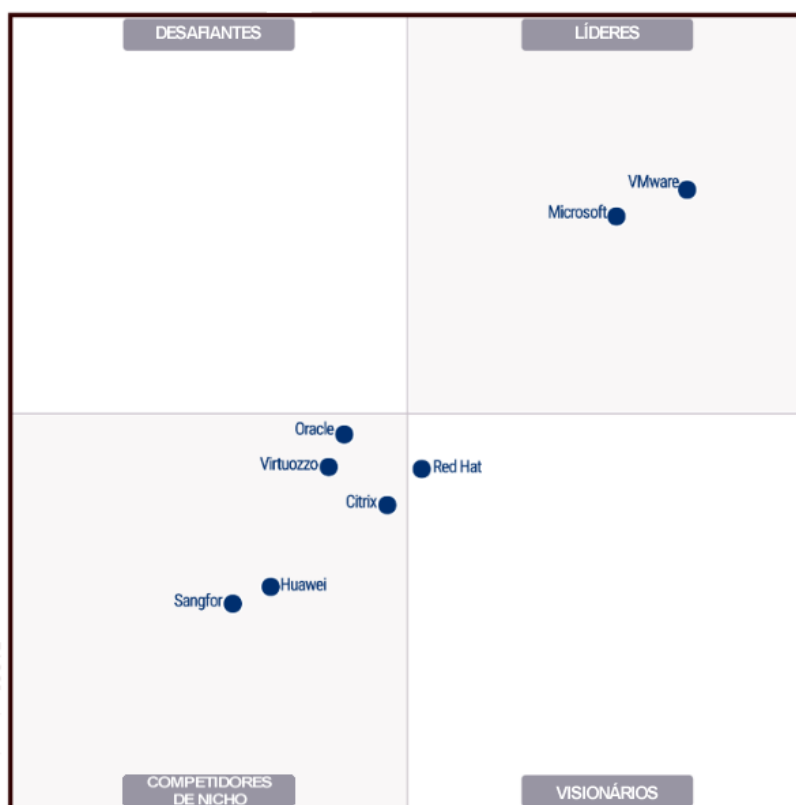 DESAFIANTES
LÍDERES
VMware
Microsoft
Oracle
Virtuozzo
Red Hat
Citrix
Huawei
Sangfor
COMPETIDORES
DE NICHO
VISIONÁRIOS